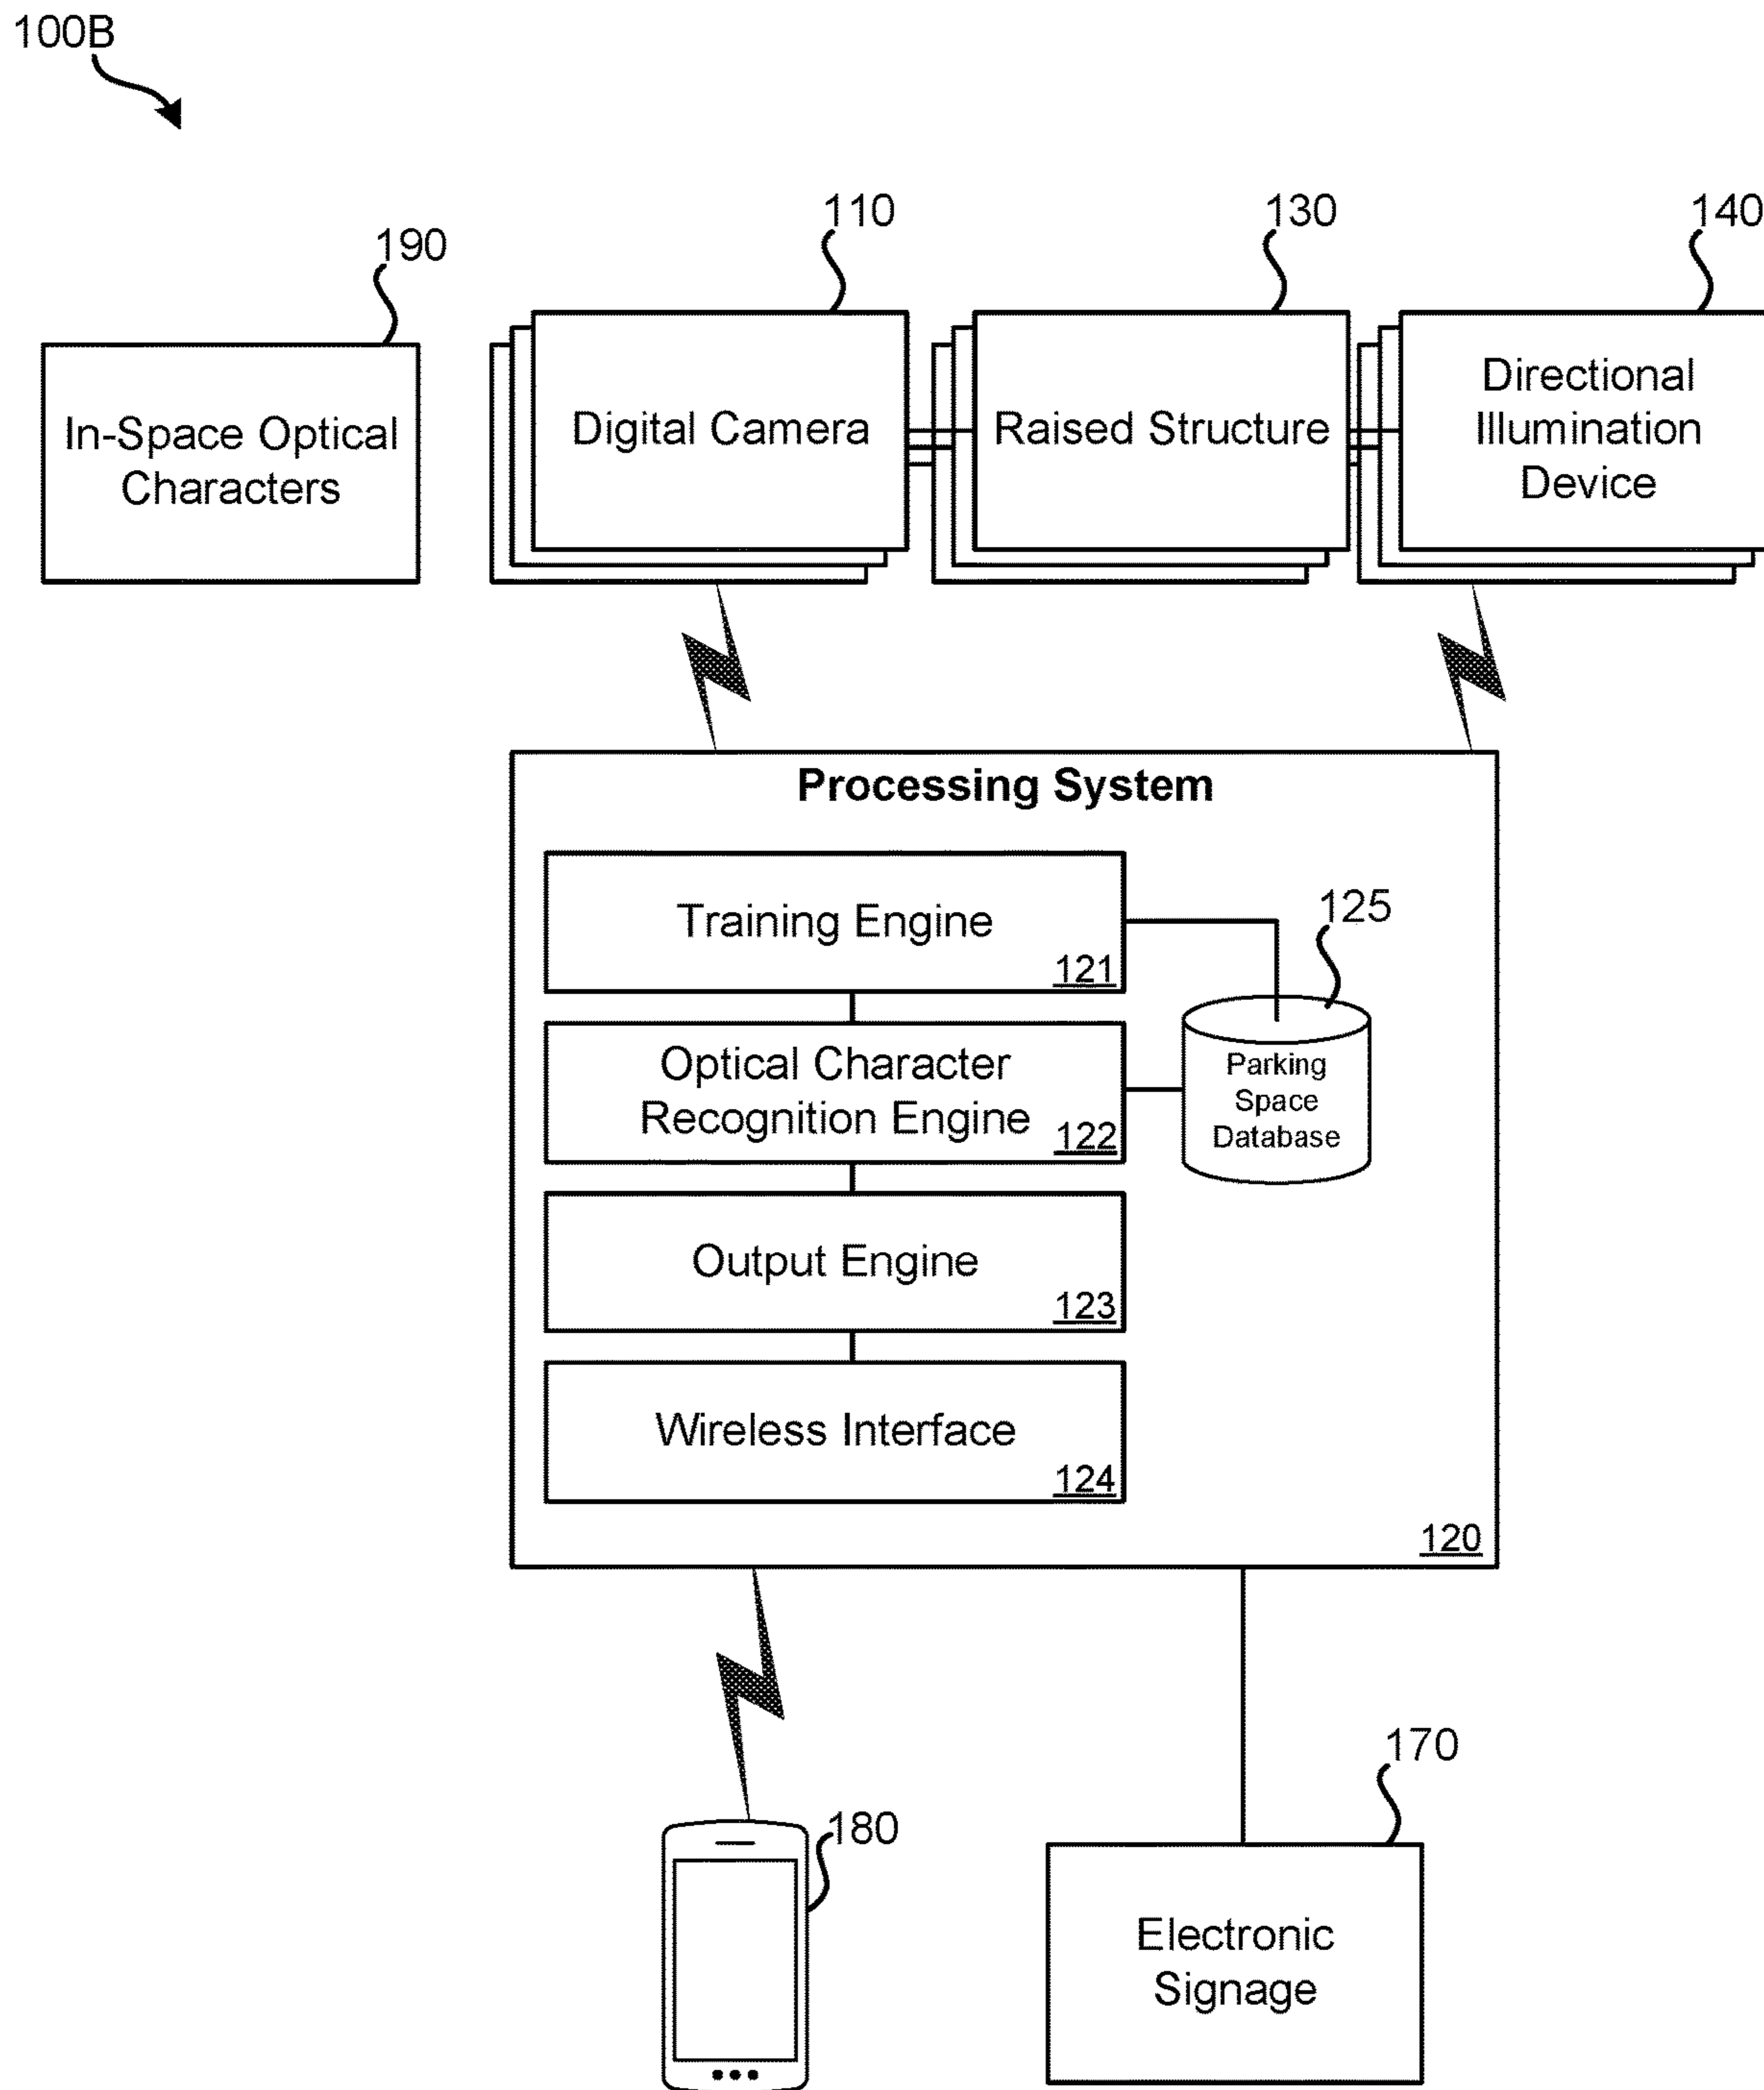 100B
110
130
140
190
In-Space Optical
Characters
Digital Camera
Raised Structure
Directional
Illumination
Device
Processing System
Training Engine
121
125
Optical Character
Recognition Engine
122
Parking
Space
Database
Output Engine
123
Wireless Interface
124
120
170
180
Electronic
Signage